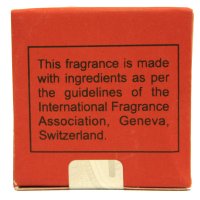 This fragrance is made
with ingredients as per
the guidelines of the
International Fragrance
Association, Geneva,
Switzerland.